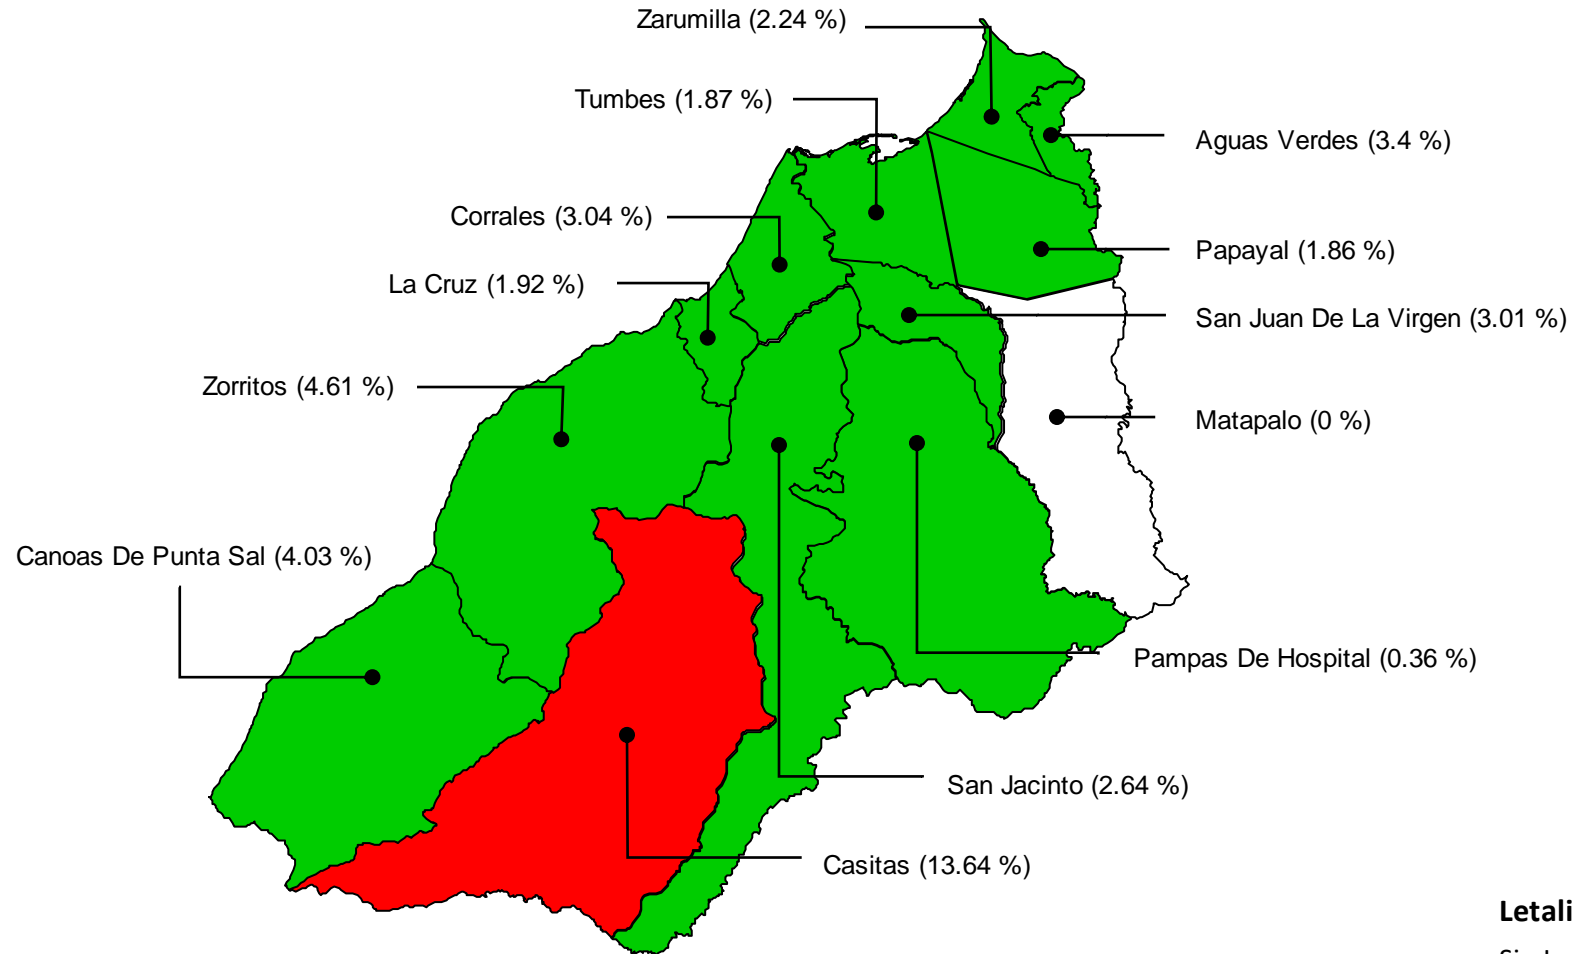 Zarumilla (2.24 %)
Tumbes (1.87 %)
Aguas Verdes (3.4 %)
Corrales (3.04 %)
Papayal (1.86 %)
La Cruz (1.92 %)
San Juan De La Virgen (3.01 %)
Zorritos (4.61 %)
Matapalo (0 %)
Canoas De Punta Sal (4.03 %)
Pampas De Hospital (0.36 %)
San Jacinto (2.64 %)
Casitas (13.64 %)
Letali